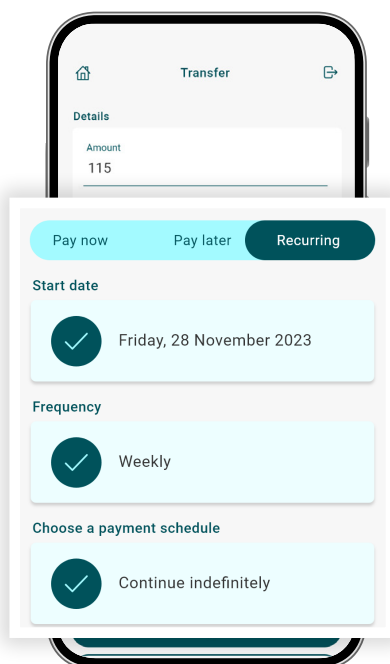 Transfer
Details
Amount
115
Pay now Pay later Recurring
Start date
Friday, 28 November 2023
Frequency
Weekly
Choose a payment schedule
Continue indefinitely